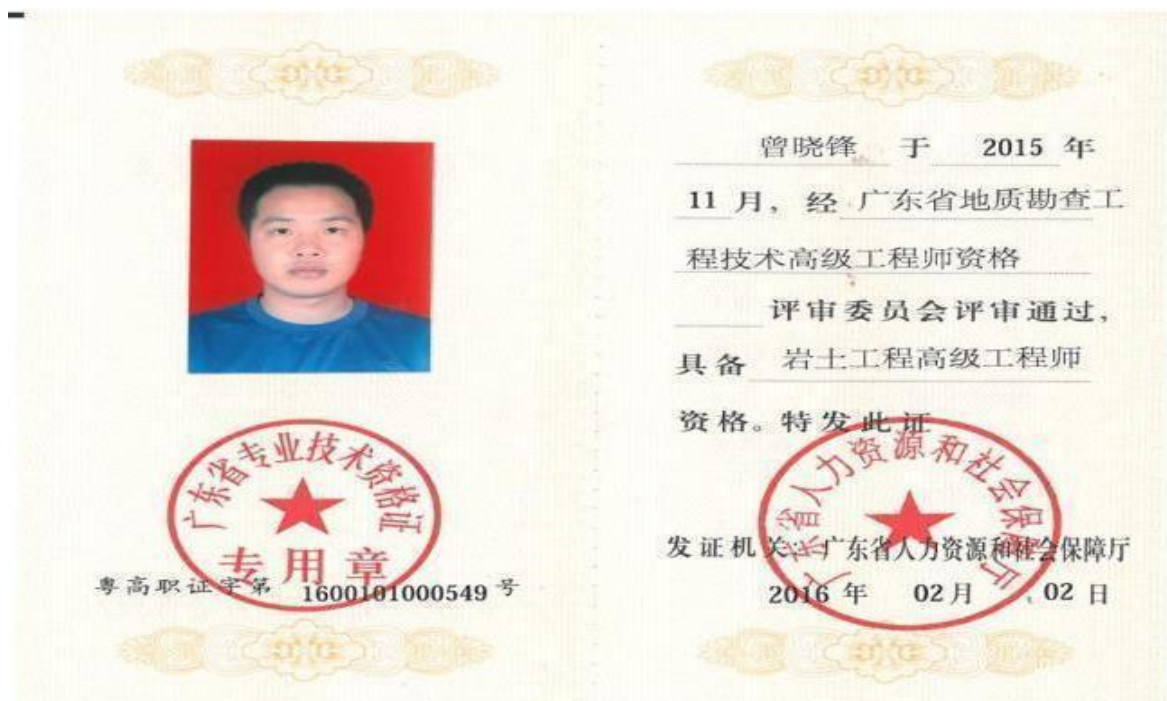 广东省专业技术资格证
专用章
粤高职证字第 1600101000549 号
曾晓锋 于 2015 年
11 月，经 广东省地质勘查工
程技术高级工程师资格
评审委员会评审通过，
具备 岩土工程高级工程师
资格。特发此证
广东省人力资源和社会保障厅
发证机关：广东省人力资源和社会保障厅
2016 年 02 月 02 日